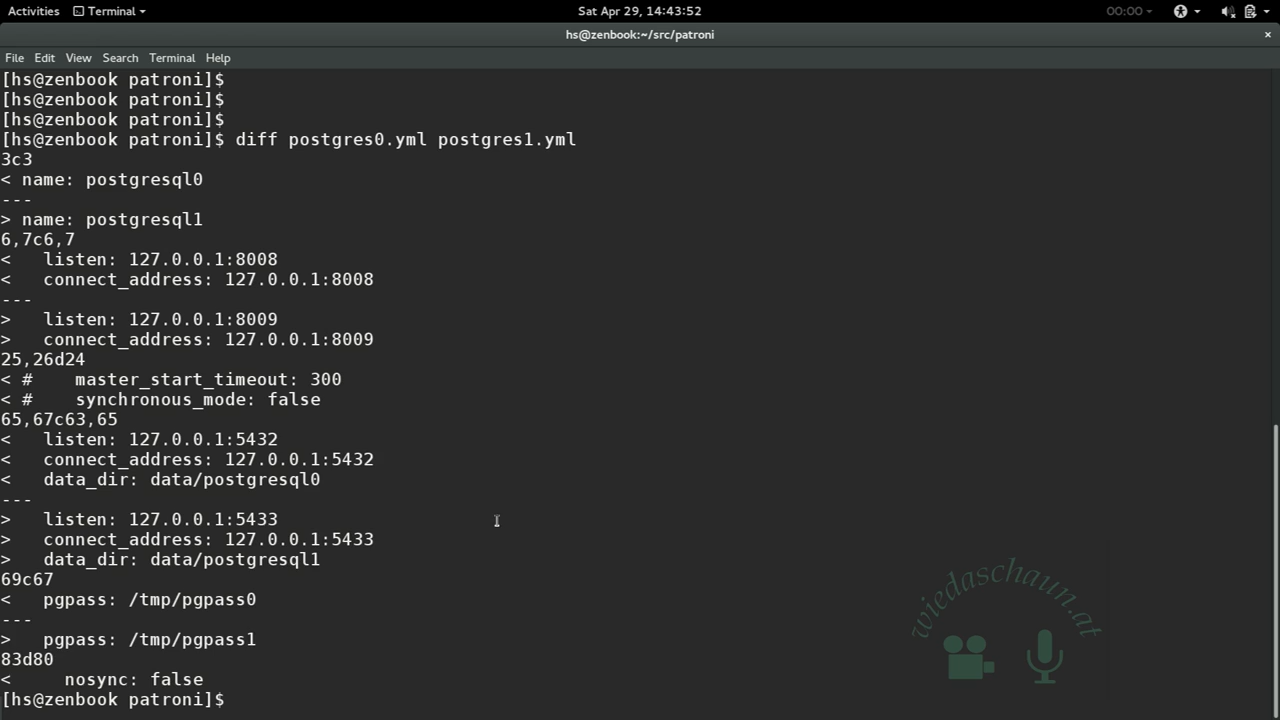 Activities Terminal Sat Apr 29, 14:43:52 00:00
hs@zenbook:~/src/patroni ×
File Edit View Search Terminal Help
[hs@zenbook patroni]$
[hs@zenbook patroni]$
[hs@zenbook patroni]$
[hs@zenbook patroni]$ diff postgres0.yml postgres1.yml
3c3
< name: postgresql0
---
> name: postgresql1
6,7c6,7
<   listen: 127.0.0.1:8008
<   connect_address: 127.0.0.1:8008
---
>   listen: 127.0.0.1:8009
>   connect_address: 127.0.0.1:8009
25,26d24
< #    master_start_timeout: 300
< #    synchronous_mode: false
65,67c63,65
<   listen: 127.0.0.1:5432
<   connect_address: 127.0.0.1:5432
<   data_dir: data/postgresql0
---
>   listen: 127.0.0.1:5433
>   connect_address: 127.0.0.1:5433
>   data_dir: data/postgresql1
69c67
<   pgpass: /tmp/pgpass0
---
>   pgpass: /tmp/pgpass1
83d80
<     nosync: false
[hs@zenbook patroni]$
wiedaschaun.at